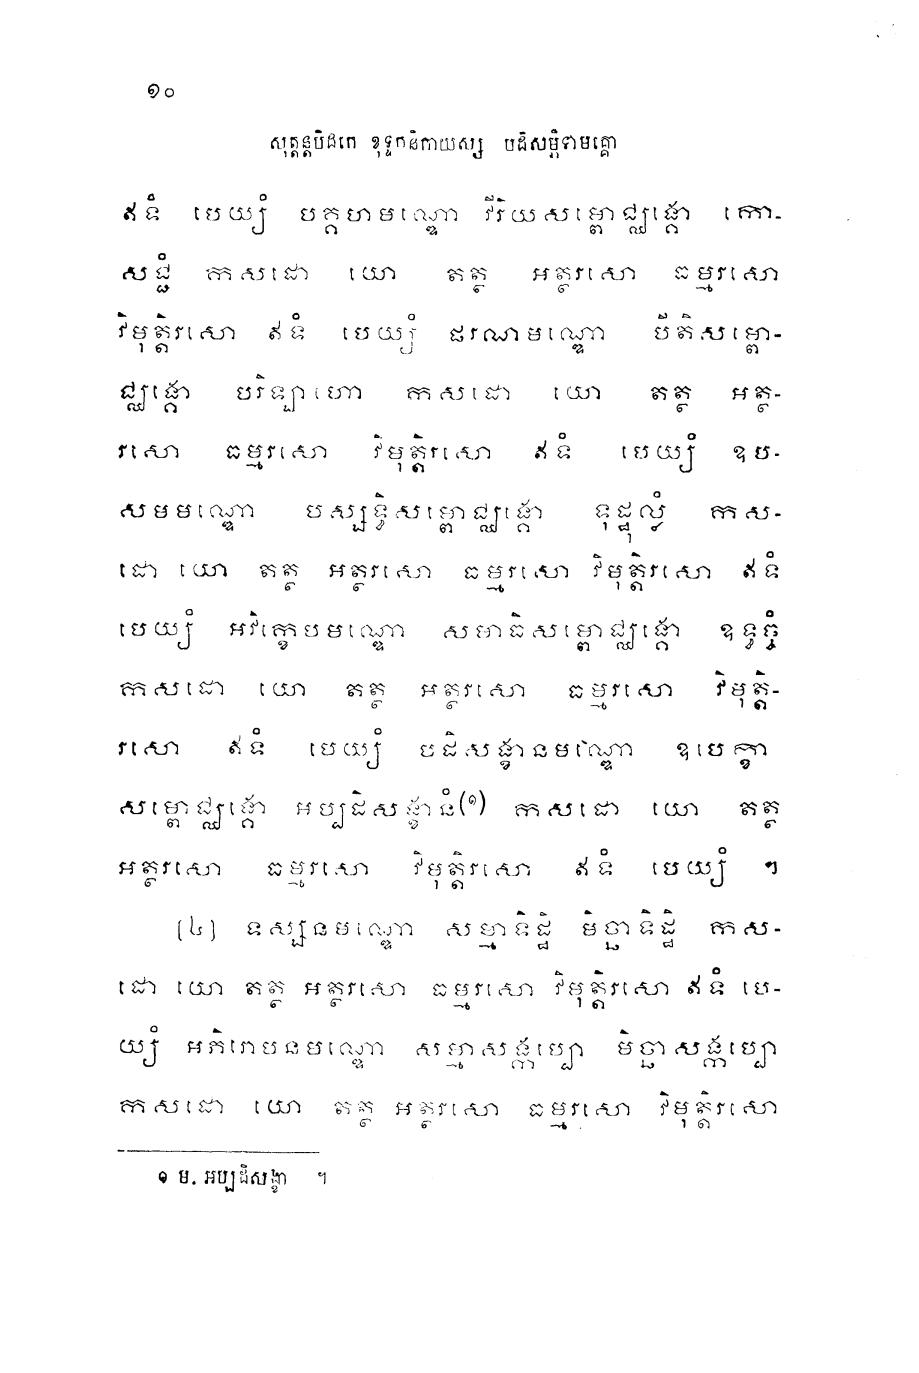 ១០
សុត្តន្តបិដកេ ខុទ្ទកនិកាយស្ស បដិសម្ភិទាមគ្គោ
ឥទំ បេយ្យំ បគ្គហមណ្ឌោ វីរិយសម្ពោជ្ឈង្គោ កោ-
សជ្ជំ កសដោ យោ តត្ថ អត្ថរសោ ធម្មរសោ
វិមុត្តិរសោ ឥទំ បេយ្យំ ផរណាមណ្ឌោ បីតិសម្ពោ-
ជ្ឈង្គោ បរិឡាហោ កសដោ យោ តត្ថ អត្ថ-
រសោ ធម្មរសោ វិមុត្តិរសោ ឥទំ បេយ្យំ ឧប-
សមមណ្ឌោ បស្សទ្ធិសម្ពោជ្ឈង្គោ ទុដ្ឋុល្លំ កស-
ដោ យោ តត្ថ អត្ថរសោ ធម្មរសោ វិមុត្តិរសោ ឥទំ
បេយ្យំ អវិក្ខេបមណ្ឌោ សមាធិសម្ពោជ្ឈង្គោ ឧទ្ធច្ចំ
កសដោ យោ តត្ថ អត្ថរសោ ធម្មរសោ វិមុត្តិ-
រសោ ឥទំ បេយ្យំ បដិសង្ខានមណ្ឌោ ឧបេក្ខា
សម្ពោជ្ឈង្គោ អប្បដិសង្ខានំ(១) កសដោ យោ តត្ថ
អត្ថរសោ ធម្មរសោ វិមុត្តិរសោ ឥទំ បេយ្យំ ។
(៤) ទស្សនមណ្ឌោ សម្មាទិដ្ឋិ មិច្ឆាទិដ្ឋិ កស-
ដោ យោ តត្ថ អត្ថរសោ ធម្មរសោ វិមុត្តិរសោ ឥទំ បេ-
យ្យំ អភិរោបនមណ្ឌោ សម្មាសង្កប្បោ មិច្ឆាសង្កប្បោ
កសដោ យោ តត្ថ អត្ថរសោ ធម្មរសោ វិមុត្តិរសោ
១ ម. អប្បដិសង្ខា ។